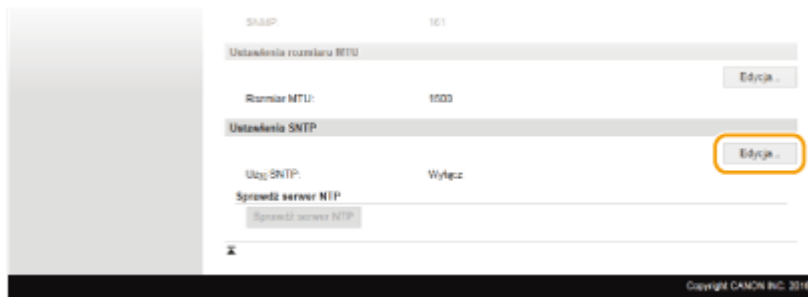 SNMP: 161
Ustawienia rozmiaru MTU
Edycja...
Rozmiar MTU: 1500
Ustawienia SNTP
Edycja...
Użyj SNTP: Wyłącz
Sprawdź serwer NTP
Sprawdź serwer NTP
Copyright CANON INC. 2016